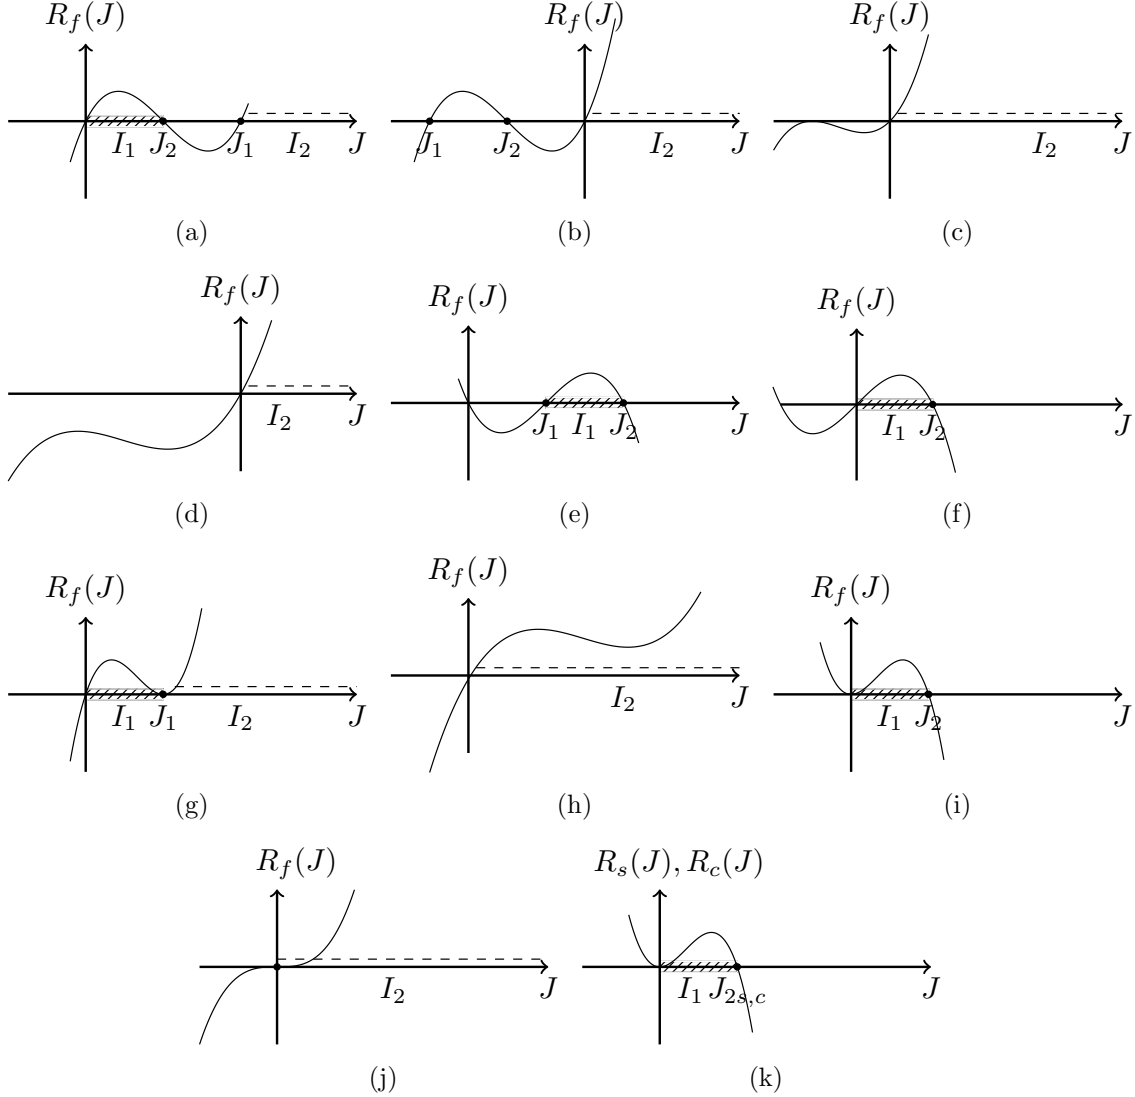 R_f(J) R_f(J) R_f(J)
I_1 J_2 J_1 I_2 J J_1 J_2 I_2 J I_2 J
(a) (b) (c)
R_f(J) R_f(J) R_f(J)
I_2 J J_1 I_1 J_2 J I_1 J_2 J
(d) (e) (f)
R_f(J) R_f(J) R_f(J)
I_1 J_1 I_2 J I_2 J I_1 J_2 J
(g) (h) (i)
R_f(J) R_s(J), R_c(J)
I_2 J I_1 J_{2s,c} J
(j) (k)